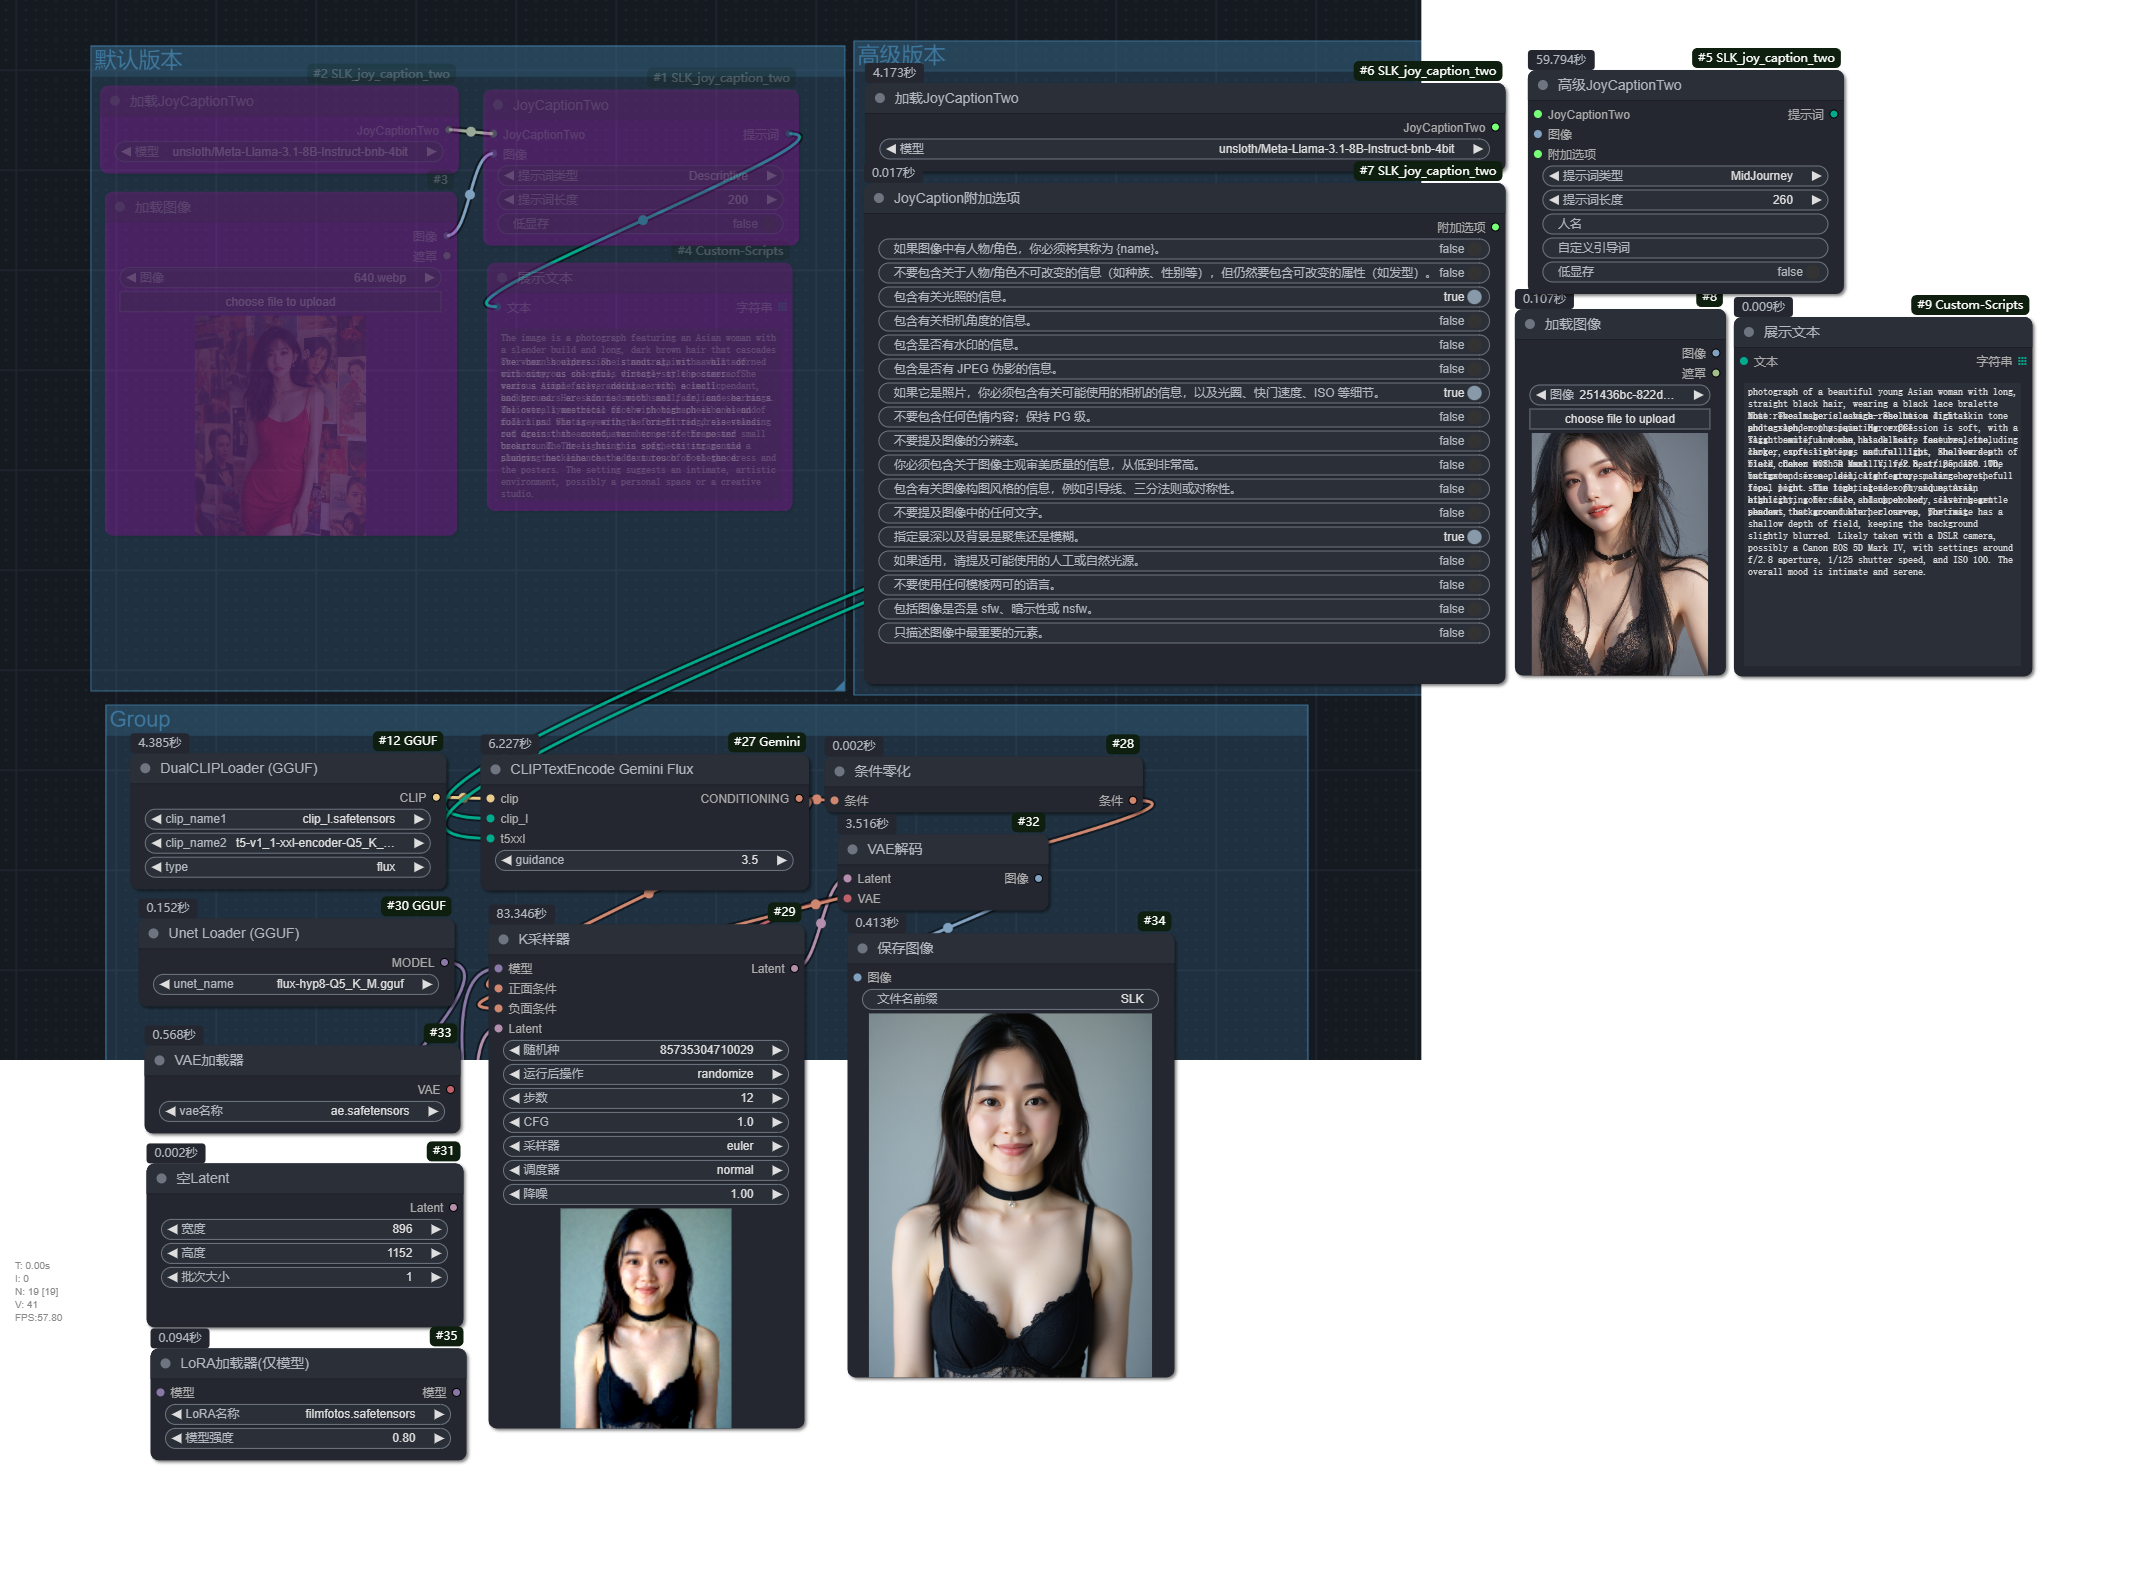 默认版本
#2 SLK_joy_caption_two
加载JoyCaptionTwo
JoyCaptionTwo
模型 unsloth/Meta-Llama-3.1-8B-Instruct-bnb-4bit
#1 SLK_joy_caption_two
JoyCaptionTwo
JoyCaptionTwo 提示词
图像
提示词类型 Descriptive
提示词长度 200
低显存 false
#3
加载图像
图像
遮罩
图像 640.webp
choose file to upload
#4 Custom-Scripts
展示文本
文本 字符串
The image is a photograph featuring an Asian woman with
a slender build and long, dark brown hair that cascades
the posters. The setting suggests an intimate, artistic
environment, possibly a personal space or a creative
studio.
高级版本
4.173秒
#6 SLK_joy_caption_two
加载JoyCaptionTwo
JoyCaptionTwo
模型 unsloth/Meta-Llama-3.1-8B-Instruct-bnb-4bit
0.017秒
#7 SLK_joy_caption_two
JoyCaption附加选项
附加选项
如果图像中有人物/角色，你必须将其称为 {name}。 false
不要包含关于人物/角色不可改变的信息（如种族、性别等），但仍然要包含可改变的属性（如发型）。 false
包含有关光照的信息。 true
包含有关相机角度的信息。 false
包含是否有水印的信息。 false
包含是否有 JPEG 伪影的信息。 false
如果它是照片，你必须包含有关可能使用的相机的信息，以及光圈、快门速度、ISO 等细节。 true
不要包含任何色情内容；保持 PG 级。 false
不要提及图像的分辨率。 false
你必须包含关于图像主观审美质量的信息，从低到非常高。 false
包含有关图像构图风格的信息，例如引导线、三分法则或对称性。 false
不要提及图像中的任何文字。 false
指定景深以及背景是聚焦还是模糊。 true
如果适用，请提及可能使用的人工或自然光源。 false
不要使用任何模棱两可的语言。 false
包括图像是否是 sfw、暗示性或 nsfw。 false
只描述图像中最重要的元素。 false
59.794秒
#5 SLK_joy_caption_two
高级JoyCaptionTwo
JoyCaptionTwo 提示词
图像
附加选项
提示词类型 MidJourney
提示词长度 260
人名
自定义引导词
低显存 false
0.107秒
#8
加载图像
图像
遮罩
图像 251436bc-822d...
choose file to upload
0.009秒
#9 Custom-Scripts
展示文本
文本 字符串
photograph of a beautiful young Asian woman with long,
straight black hair, wearing a black lace bralette
shallow depth of field, keeping the background
slightly blurred. Likely taken with a DSLR camera,
possibly a Canon EOS 5D Mark IV, with settings around
f/2.8 aperture, 1/125 shutter speed, and ISO 100. The
overall mood is intimate and serene.
Group
4.385秒
#12 GGUF
DualCLIPLoader (GGUF)
CLIP
clip_name1 clip_l.safetensors
clip_name2 t5-v1_1-xxl-encoder-Q5_K_...
type flux
6.227秒
#27 Gemini
CLIPTextEncode Gemini Flux
clip CONDITIONING
clip_l
t5xxl
guidance 3.5
0.002秒
#28
条件零化
条件 条件
3.516秒
#32
VAE解码
Latent 图像
VAE
0.152秒
#30 GGUF
Unet Loader (GGUF)
MODEL
unet_name flux-hyp8-Q5_K_M.gguf
83.346秒
#29
K采样器
模型 Latent
正面条件
负面条件
Latent
随机种 85735304710029
运行后操作 randomize
步数 12
CFG 1.0
采样器 euler
调度器 normal
降噪 1.00
0.413秒
#34
保存图像
图像
文件名前缀 SLK
0.568秒
#33
VAE加载器
VAE
vae名称 ae.safetensors
0.002秒
#31
空Latent
Latent
宽度 896
高度 1152
批次大小 1
0.094秒
#35
LoRA加载器(仅模型)
模型 模型
LoRA名称 filmfotos.safetensors
模型强度 0.80
T: 0.00s
I: 0
N: 19 [19]
V: 41
FPS:57.80